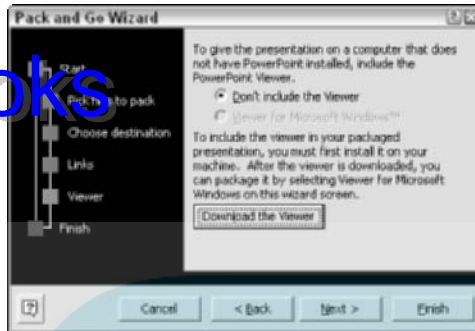 Pack and Go Wizard
Start
oks
Pick files to pack
Choose destination
Links
Viewer
Finish
To give the presentation on a computer that does
not have PowerPoint installed, include the
PowerPoint Viewer.
Don't include the Viewer
Viewer for Microsoft Windows™
To include the viewer in your packaged
presentation, you must first install it on your
machine. After the viewer is downloaded, you
can package it by selecting Viewer for Microsoft
Windows on this wizard screen.
Download the Viewer
Cancel
< Back
Next >
Finish